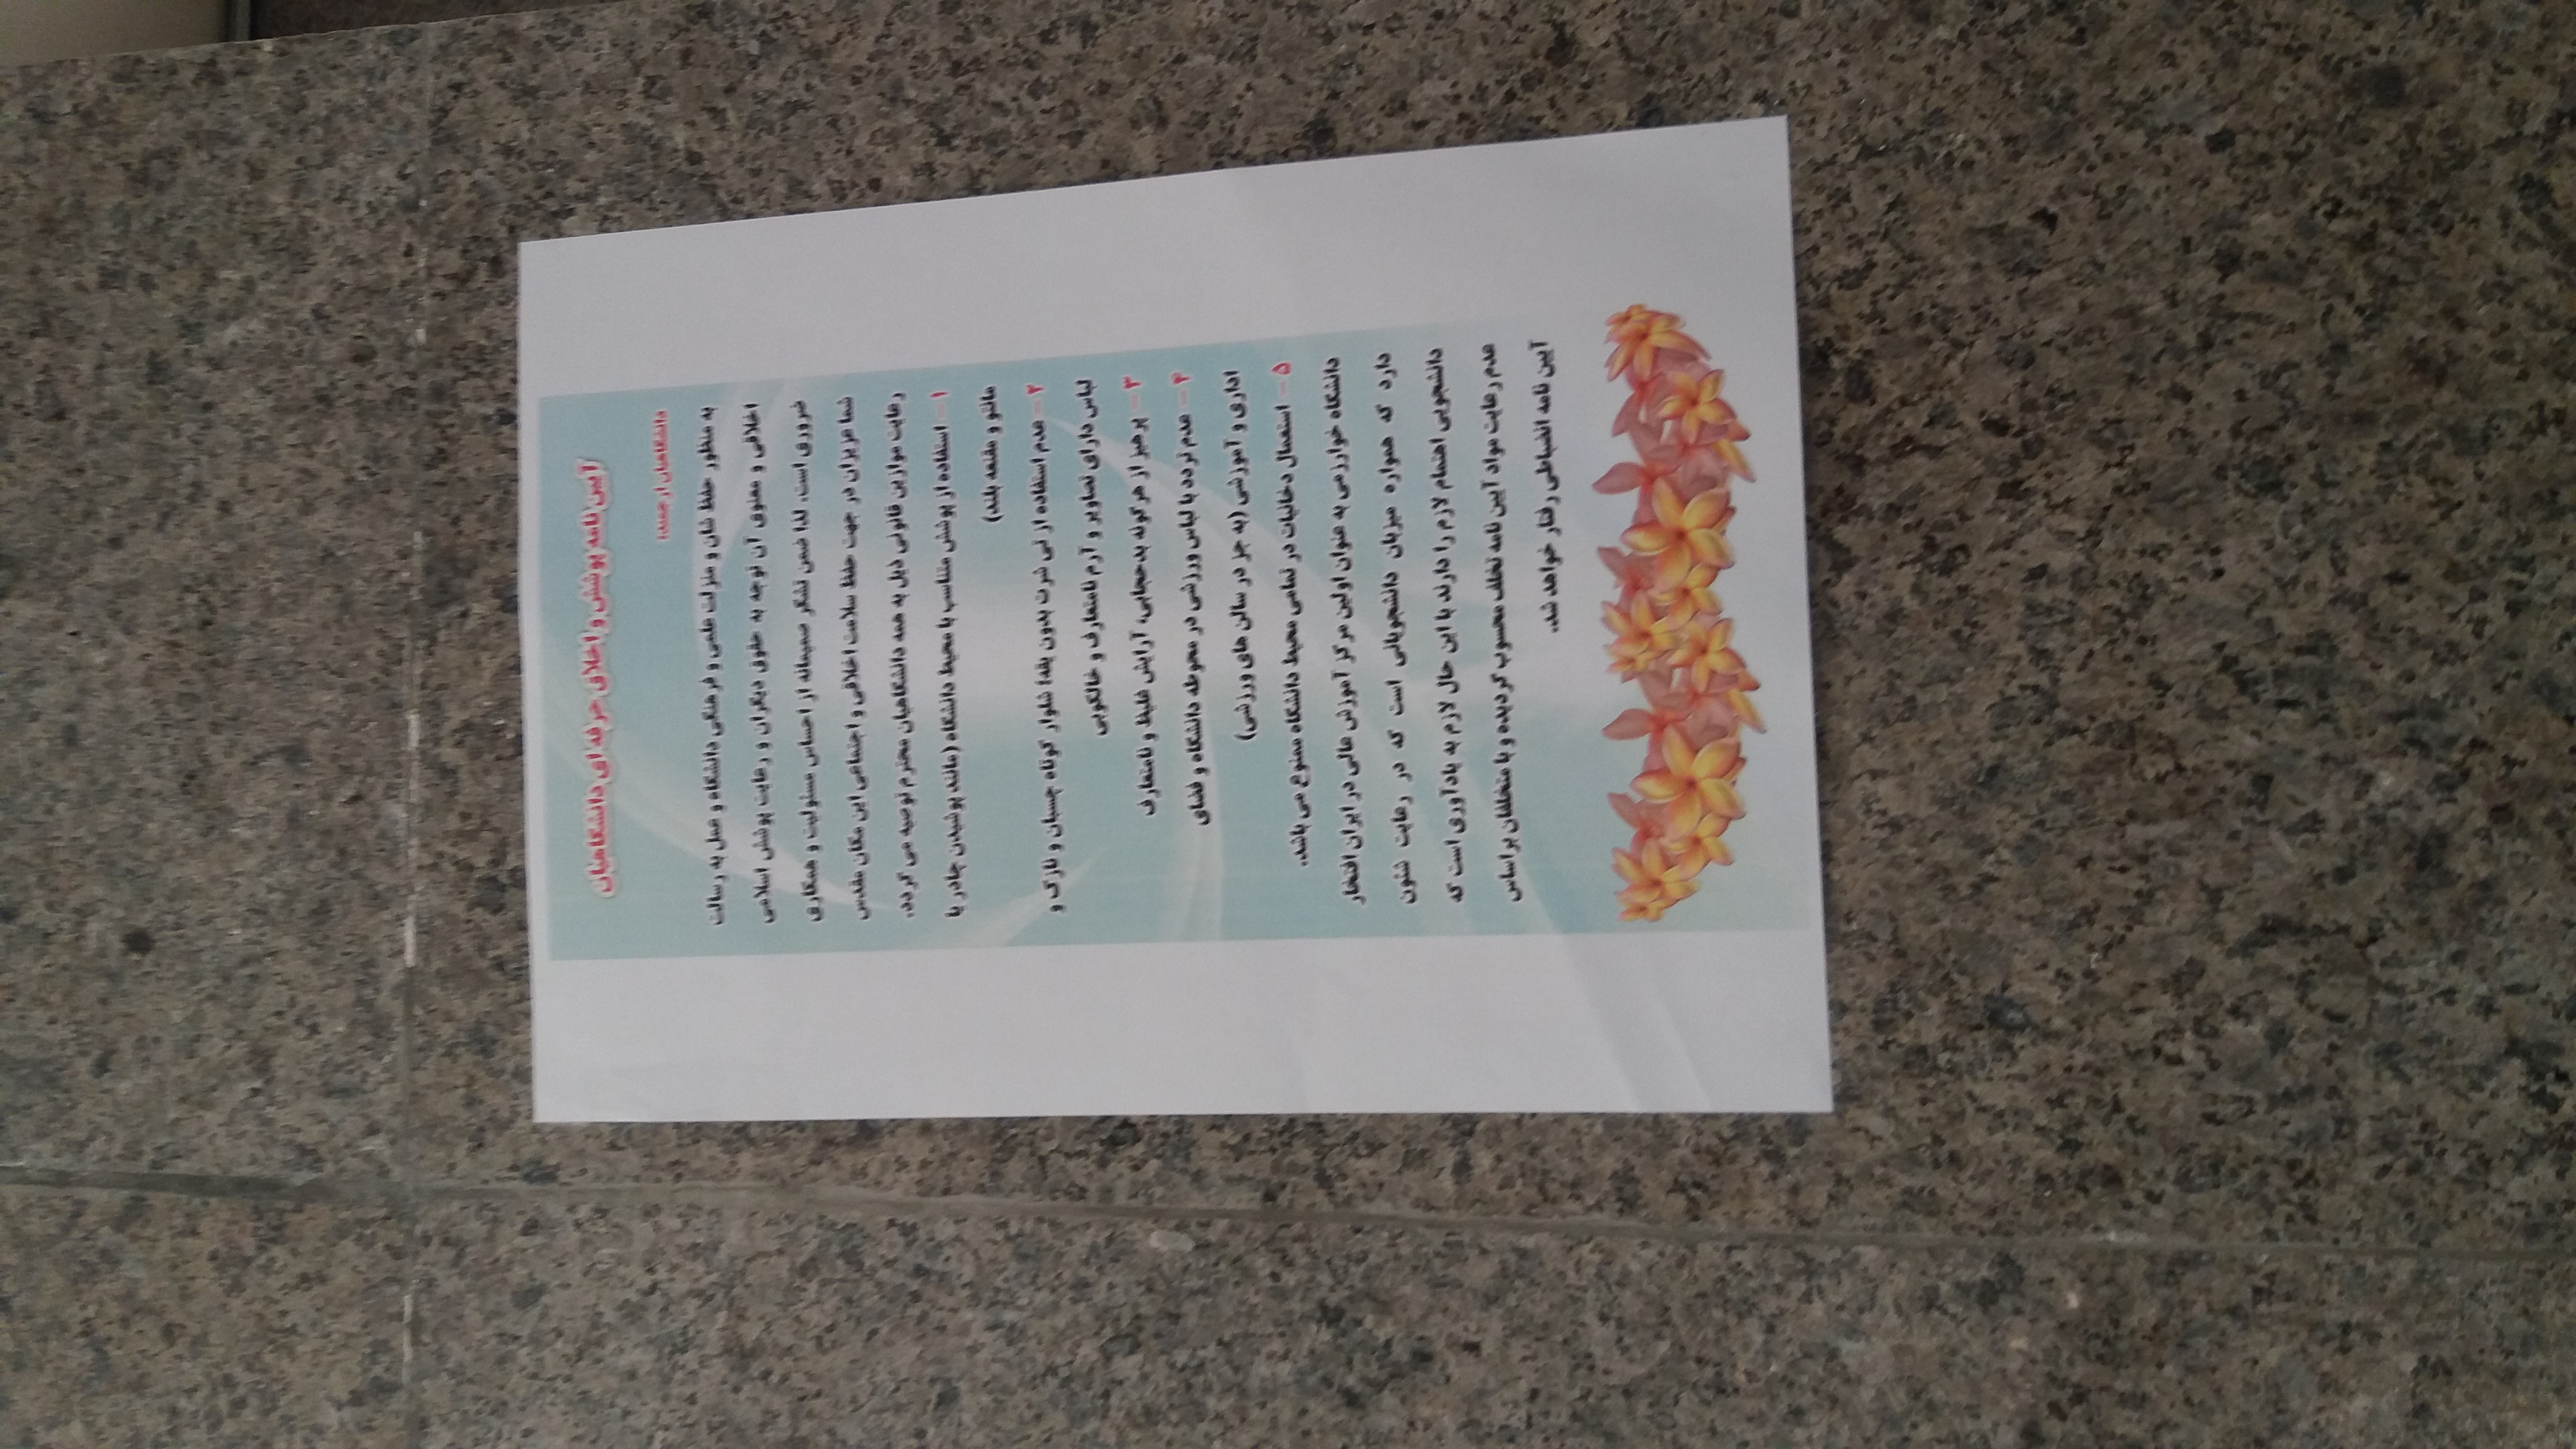 آیین نامه پوشش و اخلاق حرفه ای دانشگاهیان
دانشگاهیان ارجمند؛
به منظور حفظ شان و منزلت علمی و فرهنگی دانشگاه و عمل به رسالت
اخلاقی و معنوی آن توجه به حقوق دیگران و رعایت پوشش اسلامی
ضروری است. لذا ضمن تشکر صمیمانه از احساس مسئولیت و همکاری
شما عزیزان در جهت حفظ سلامت اخلاقی و اجتماعی این مکان مقدس
رعایت موازین قانونی ذیل به همه دانشگاهیان محترم توصیه می گردد.
۱ – استفاده از پوشش متناسب با محیط دانشگاه (مانند پوشیدن چادر یا
مانتو و مقنعه بلند)
۲ – عدم استفاده از تی شرت بدون یقه؛ شلوار کوتاه چسبان و نازک و
لباس دارای تصاویر و آرم نامتعارف و خالکوبی
۳ – پرهیز از هرگونه بدحجابی، آرایش غلیظ و نامتعارف
۴ – عدم تردد با لباس ورزشی در محوطه دانشگاه و فضای
اداری و آموزشی (به جز در سالن های ورزشی)
۵ – استعمال دخانیات در تمامی محیط دانشگاه ممنوع می باشد.
دانشگاه خوارزمی به عنوان اولین مرکز آموزش عالی در ایران افتخار
دارد که همواره میزبان دانشجویانی است که در رعایت شئون
دانشجویی اهتمام لازم را دارند با این حال لازم به یادآوری است که
عدم رعایت مواد آیین نامه تخلف محسوب گردیده و با متخلفان براساس
آیین نامه انضباطی رفتار خواهد شد.